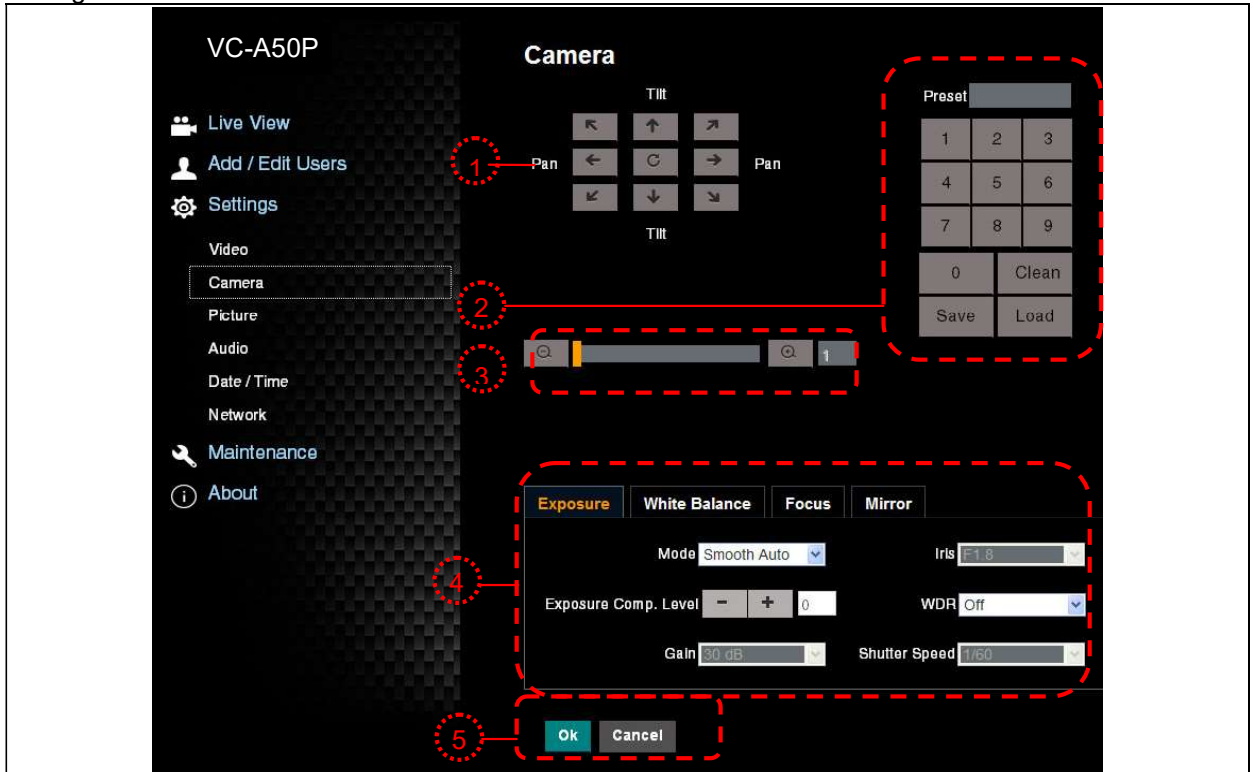 VC-A50P
Live View
Add / Edit Users
Settings
Video
Camera
Picture
Audio
Date / Time
Network
Maintenance
About
Camera
Tilt
1
Pan
C
Pan
Tilt
2
Preset
1 2 3
4 5 6
7 8 9
0 Clean
Save Load
3
1
4
Exposure White Balance Focus Mirror
Mode Smooth Auto Iris F1.8
Exposure Comp. Level - + 0 WDR Off
Gain 30 dB Shutter Speed 1/60
5
Ok Cancel